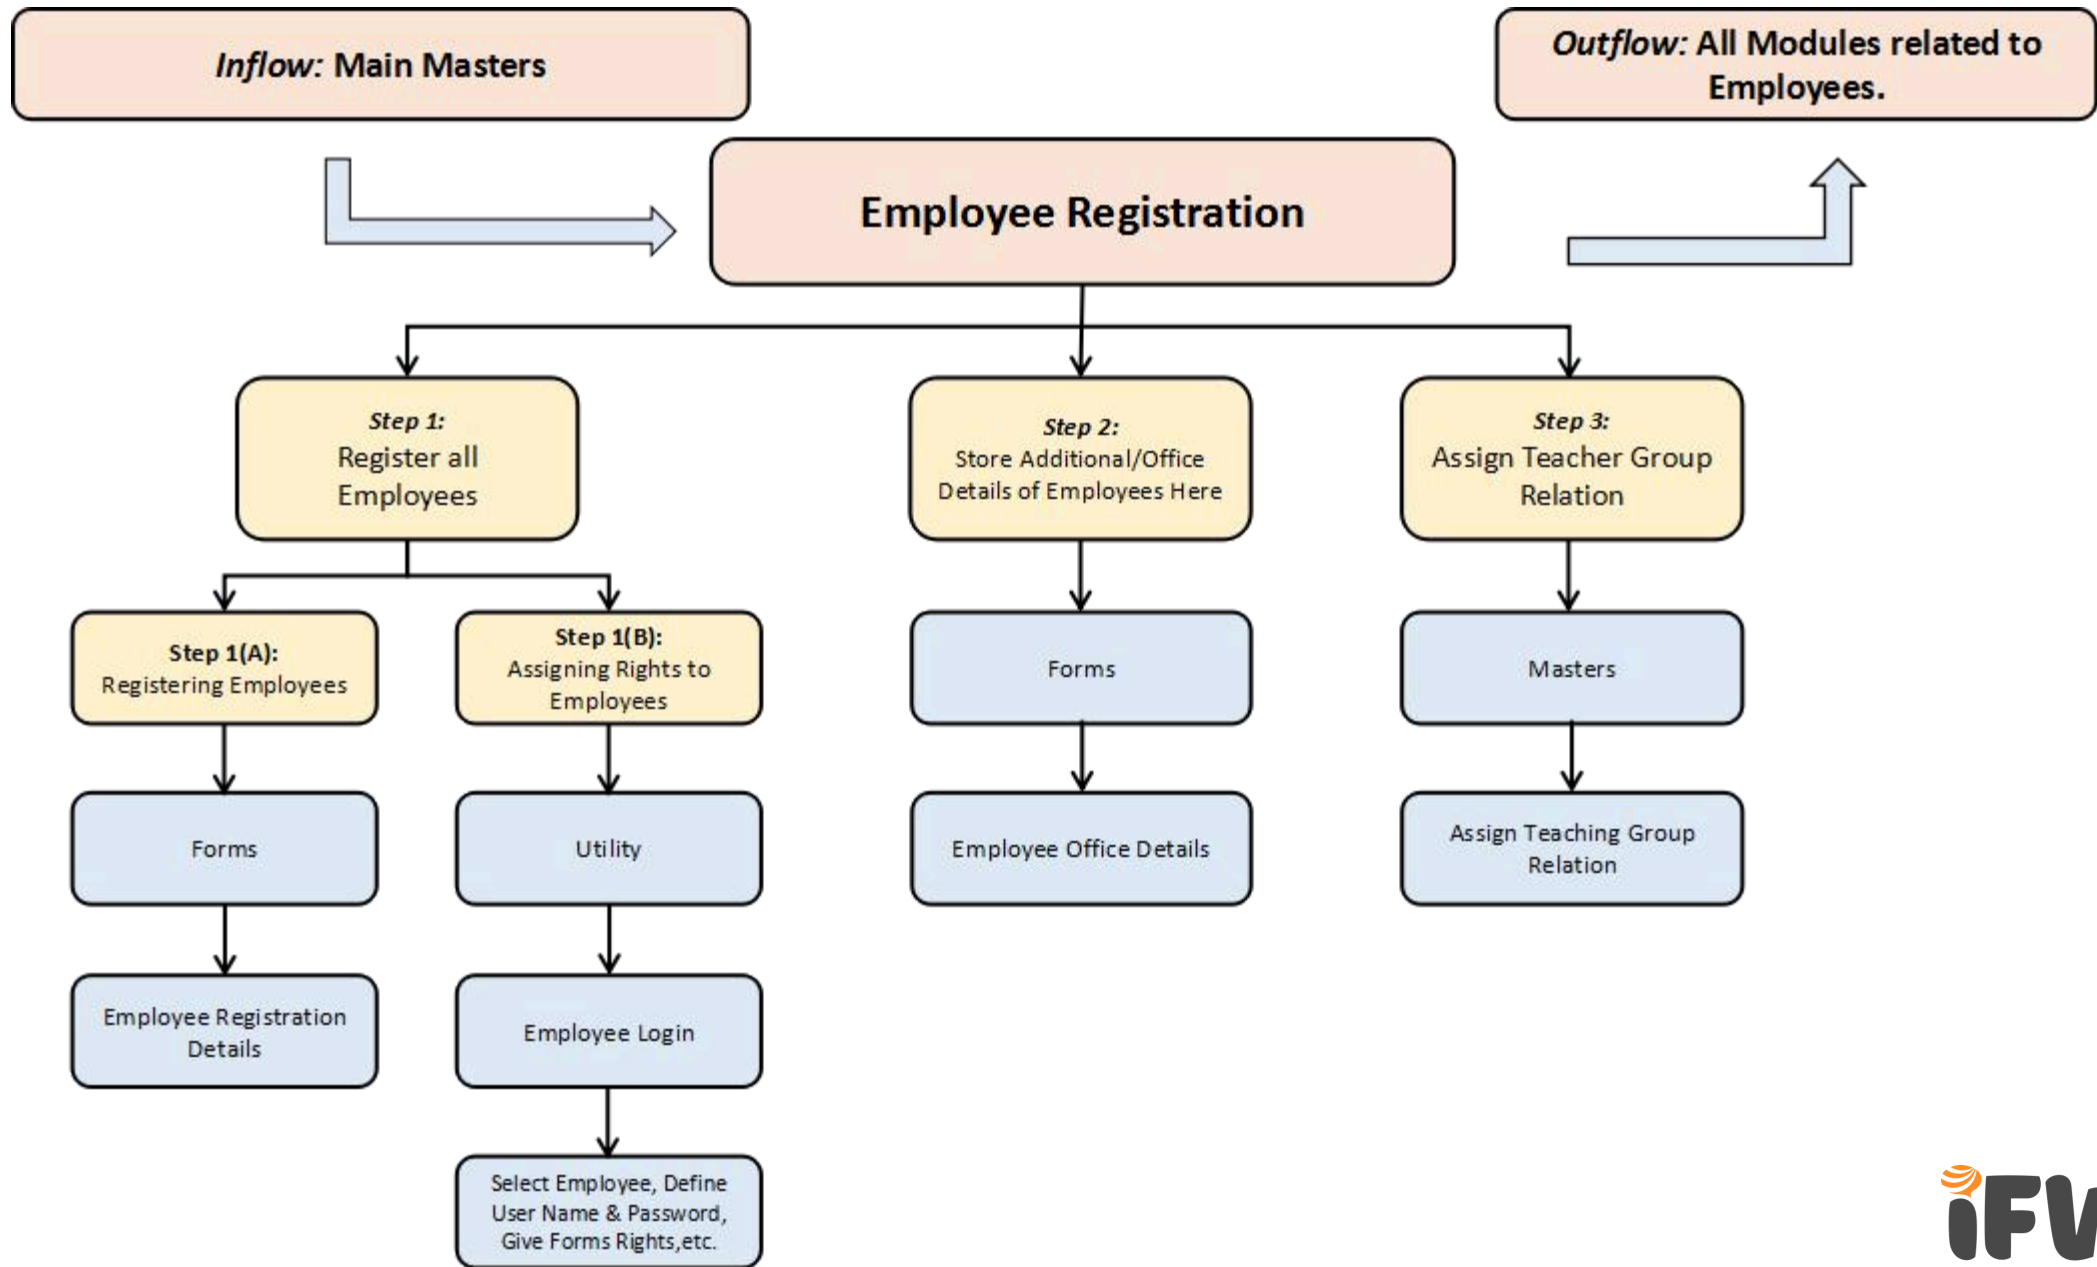 Inflow: Main Masters
Outflow: All Modules related to
Employees.
Employee Registration
Step 1:
Register all
Employees
Step 2:
Store Additional/Office
Details of Employees Here
Step 3:
Assign Teacher Group
Relation
Step 1(A):
Registering Employees
Step 1(B):
Assigning Rights to
Employees
Forms
Masters
Forms
Utility
Employee Office Details
Assign Teaching Group
Relation
Employee Registration
Details
Employee Login
Select Employee, Define
User Name & Password,
Give Forms Rights,etc.